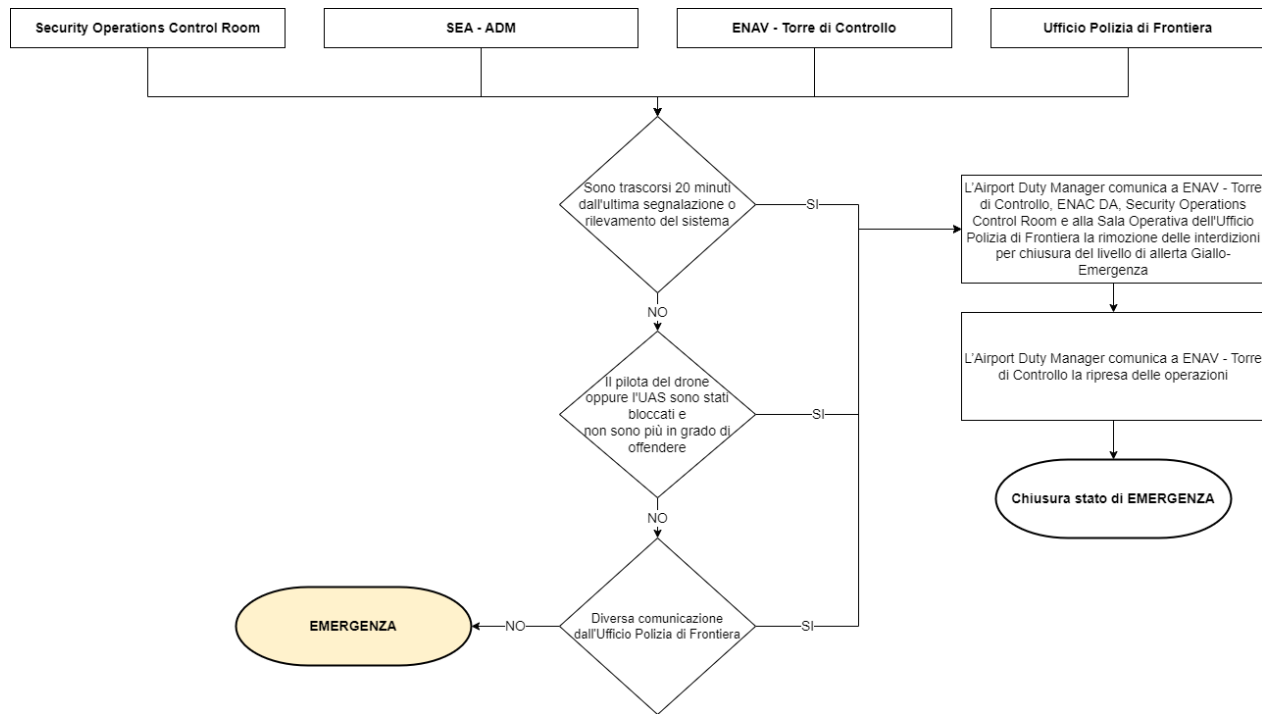 Security Operations Control Room
SEA - ADM
ENAV - Torre di Controllo
Ufficio Polizia di Frontiera
Sono trascorsi 20 minuti
dall'ultima segnalazione o
rilevamento del sistema
SI
NO
L'Airport Duty Manager comunica a ENAV - Torre
di Controllo, ENAC DA, Security Operations
Control Room e alla Sala Operativa dell'Ufficio
Polizia di Frontiera la rimozione delle interdizioni
per chiusura del livello di allerta Giallo-
Emergenza
L'Airport Duty Manager comunica a ENAV - Torre
di Controllo la ripresa delle operazioni
Chiusura stato di EMERGENZA
Il pilota del drone
oppure l'UAS sono stati
bloccati e
non sono più in grado di
offendere
SI
NO
Diversa comunicazione
dall'Ufficio Polizia di Frontiera
SI
NO
EMERGENZA